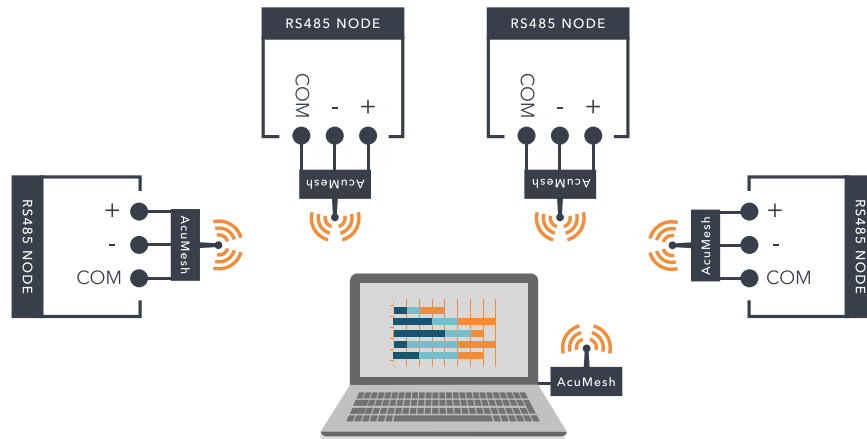 RS485 NODE
COM - +
AcuMesh
RS485 NODE
COM - +
AcuMesh
RS485 NODE
+
-
COM
AcuMesh
AcuMesh
+
-
COM
RS485 NODE
AcuMesh